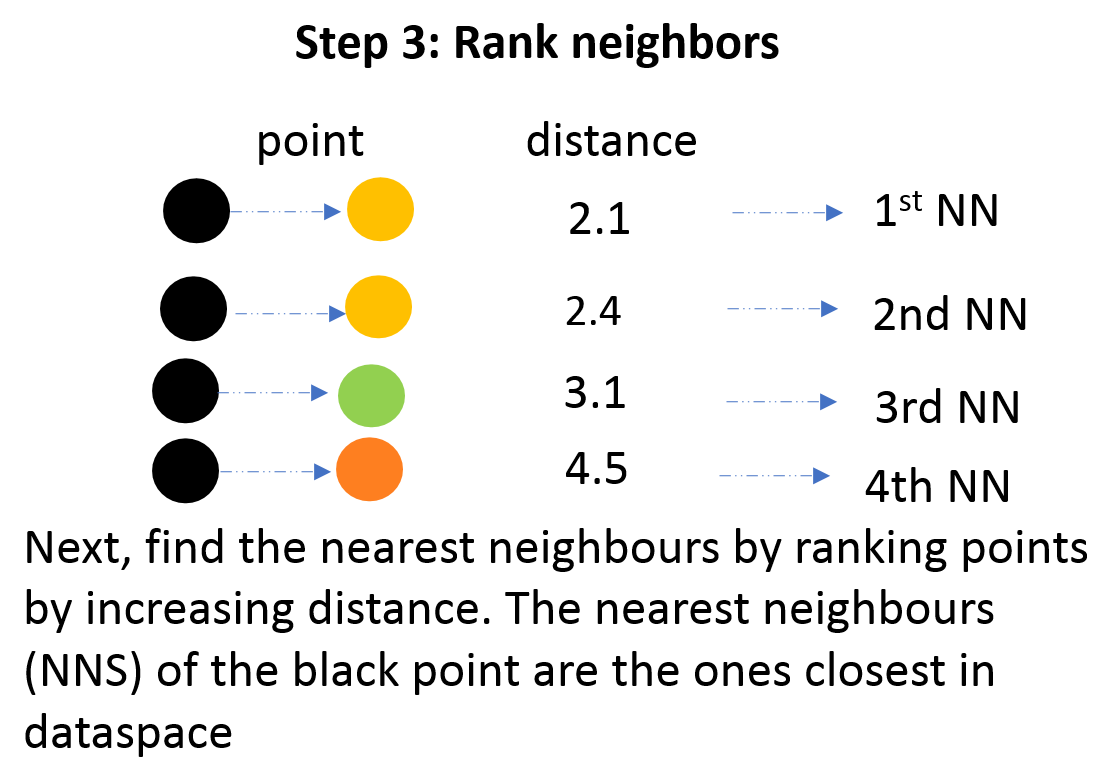 Step 3: Rank neighbors
point distance
2.1 1st NN
2.4 2nd NN
3.1 3rd NN
4.5 4th NN
Next, find the nearest neighbours by ranking points
by increasing distance. The nearest neighbours
(NNS) of the black point are the ones closest in
dataspace